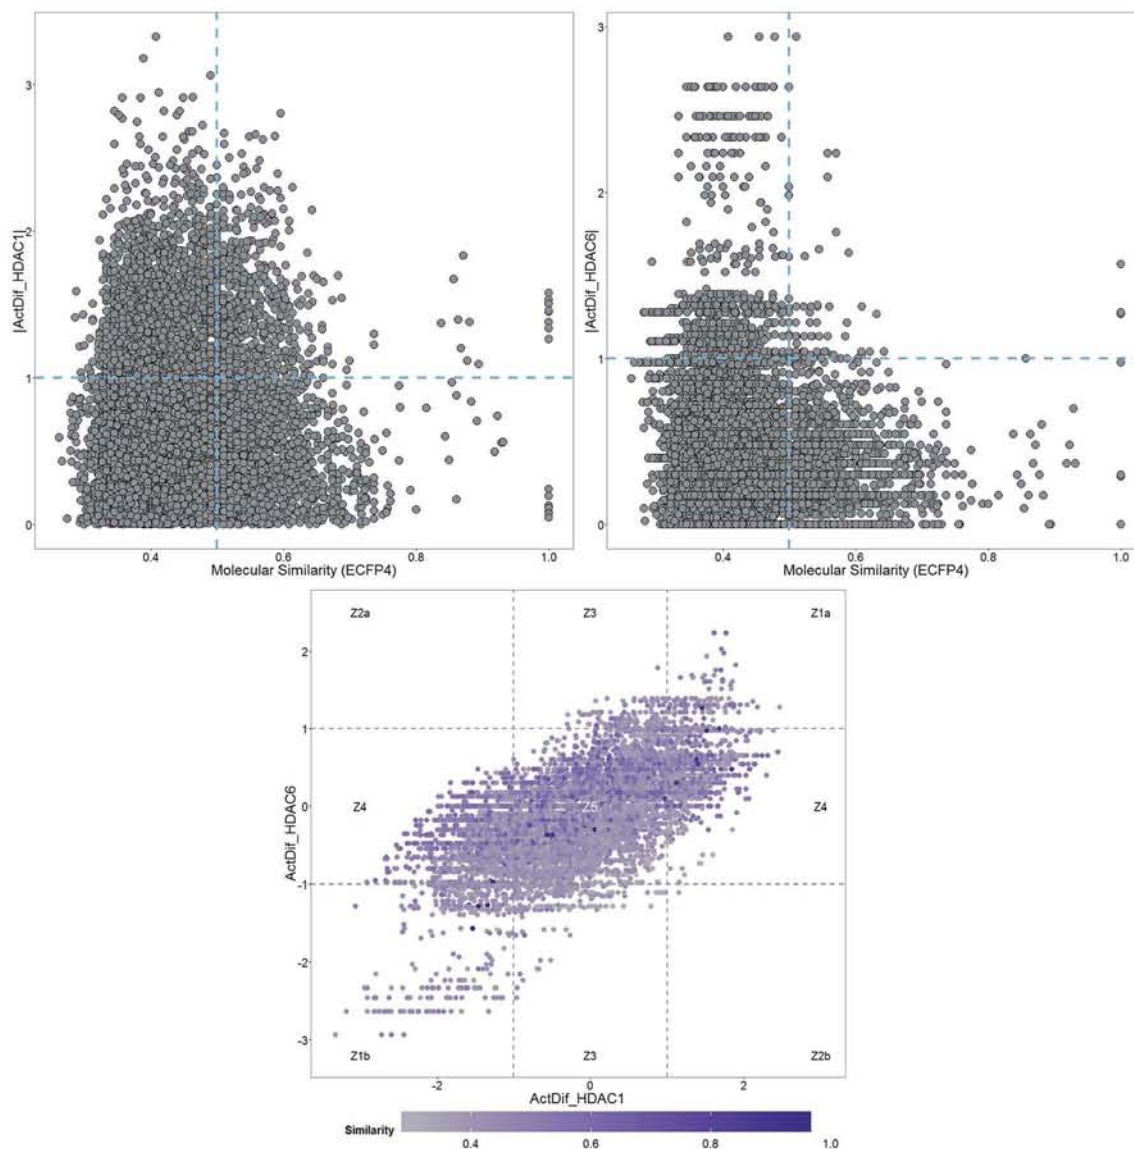 3
2
1
0
|ActDif_HDAC1|
0.4
0.6
0.8
1.0
Molecular Similarity (ECFP4)
3
2
1
0
|ActDif_HDAC6|
0.4
0.6
0.8
1.0
Molecular Similarity (ECFP4)
Z2a
Z3
Z1a
2
1
Z4
0
Z5
Z4
ActDif_HDAC6
-1
-2
-3
Z1b
Z3
Z2b
-2
0
2
ActDif_HDAC1
Similarity
0.4
0.6
0.8
1.0